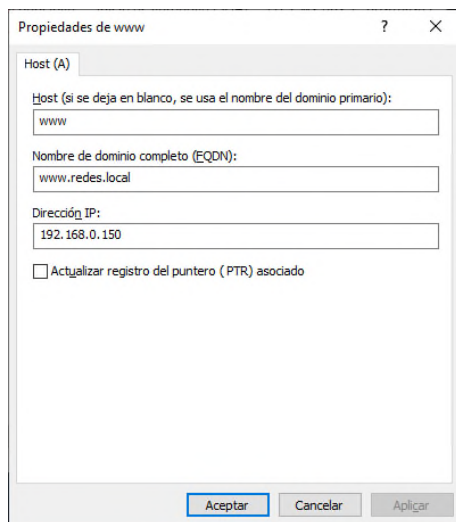 Propiedades de www
? ×
Host (A)
Host (si se deja en blanco, se usa el nombre del dominio primario):
www
Nombre de dominio completo (FQDN):
www.redes.local
Dirección IP:
192.168.0.150
Actualizar registro del puntero ( PTR) asociado
Aceptar Cancelar Aplicar